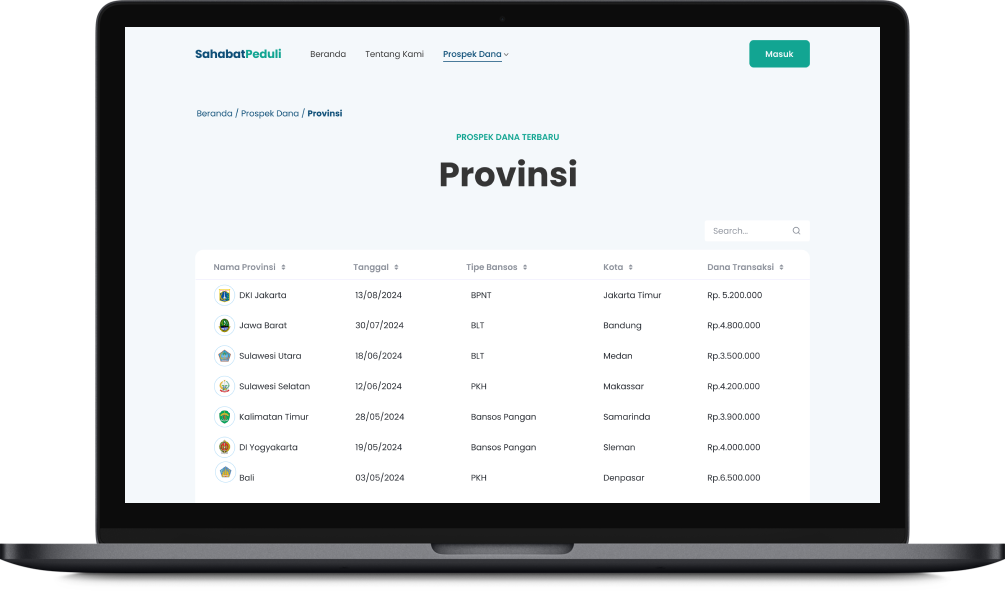 SahabatPeduli Beranda Tentang Kami Prospek Dana Masuk
Beranda / Prospek Dana / Provinsi
PROSPEK DANA TERBARU
Provinsi
Search...
Nama Provinsi Tanggal Tipe Bansos Kota Dana Transaksi
DKI Jakarta 13/08/2024 BPNT Jakarta Timur Rp. 5.200.000
Jawa Barat 30/07/2024 BLT Bandung Rp.4.800.000
Sulawesi Utara 18/06/2024 BLT Medan Rp.3.500.000
Sulawesi Selatan 12/06/2024 PKH Makassar Rp.4.200.000
Kalimatan Timur 28/05/2024 Bansos Pangan Samarinda Rp.3.900.000
DI Yogyakarta 19/05/2024 Bansos Pangan Sleman Rp.4.000.000
Bali 03/05/2024 PKH Denpasar Rp.6.500.000